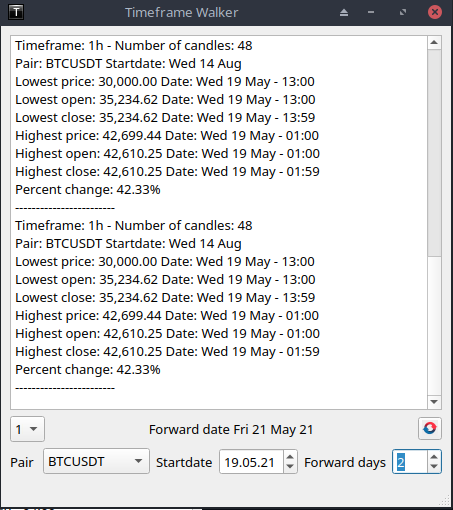 Timeframe Walker
Timeframe: 1h - Number of candles: 48
Pair: BTCUSDT Startdate: Wed 14 Aug
Lowest price: 30,000.00 Date: Wed 19 May - 13:00
Lowest open: 35,234.62 Date: Wed 19 May - 13:00
Lowest close: 35,234.62 Date: Wed 19 May - 13:59
Highest price: 42,699.44 Date: Wed 19 May - 01:00
Highest open: 42,610.25 Date: Wed 19 May - 01:00
Highest close: 42,610.25 Date: Wed 19 May - 01:59
Percent change: 42.33%
------------------------
Timeframe: 1h - Number of candles: 48
Pair: BTCUSDT Startdate: Wed 14 Aug
Lowest price: 30,000.00 Date: Wed 19 May - 13:00
Lowest open: 35,234.62 Date: Wed 19 May - 13:00
Lowest close: 35,234.62 Date: Wed 19 May - 13:59
Highest price: 42,699.44 Date: Wed 19 May - 01:00
Highest open: 42,610.25 Date: Wed 19 May - 01:00
Highest close: 42,610.25 Date: Wed 19 May - 01:59
Percent change: 42.33%
------------------------
1 Forward date Fri 21 May 21
Pair BTCUSDT Startdate 19.05.21 Forward days 2